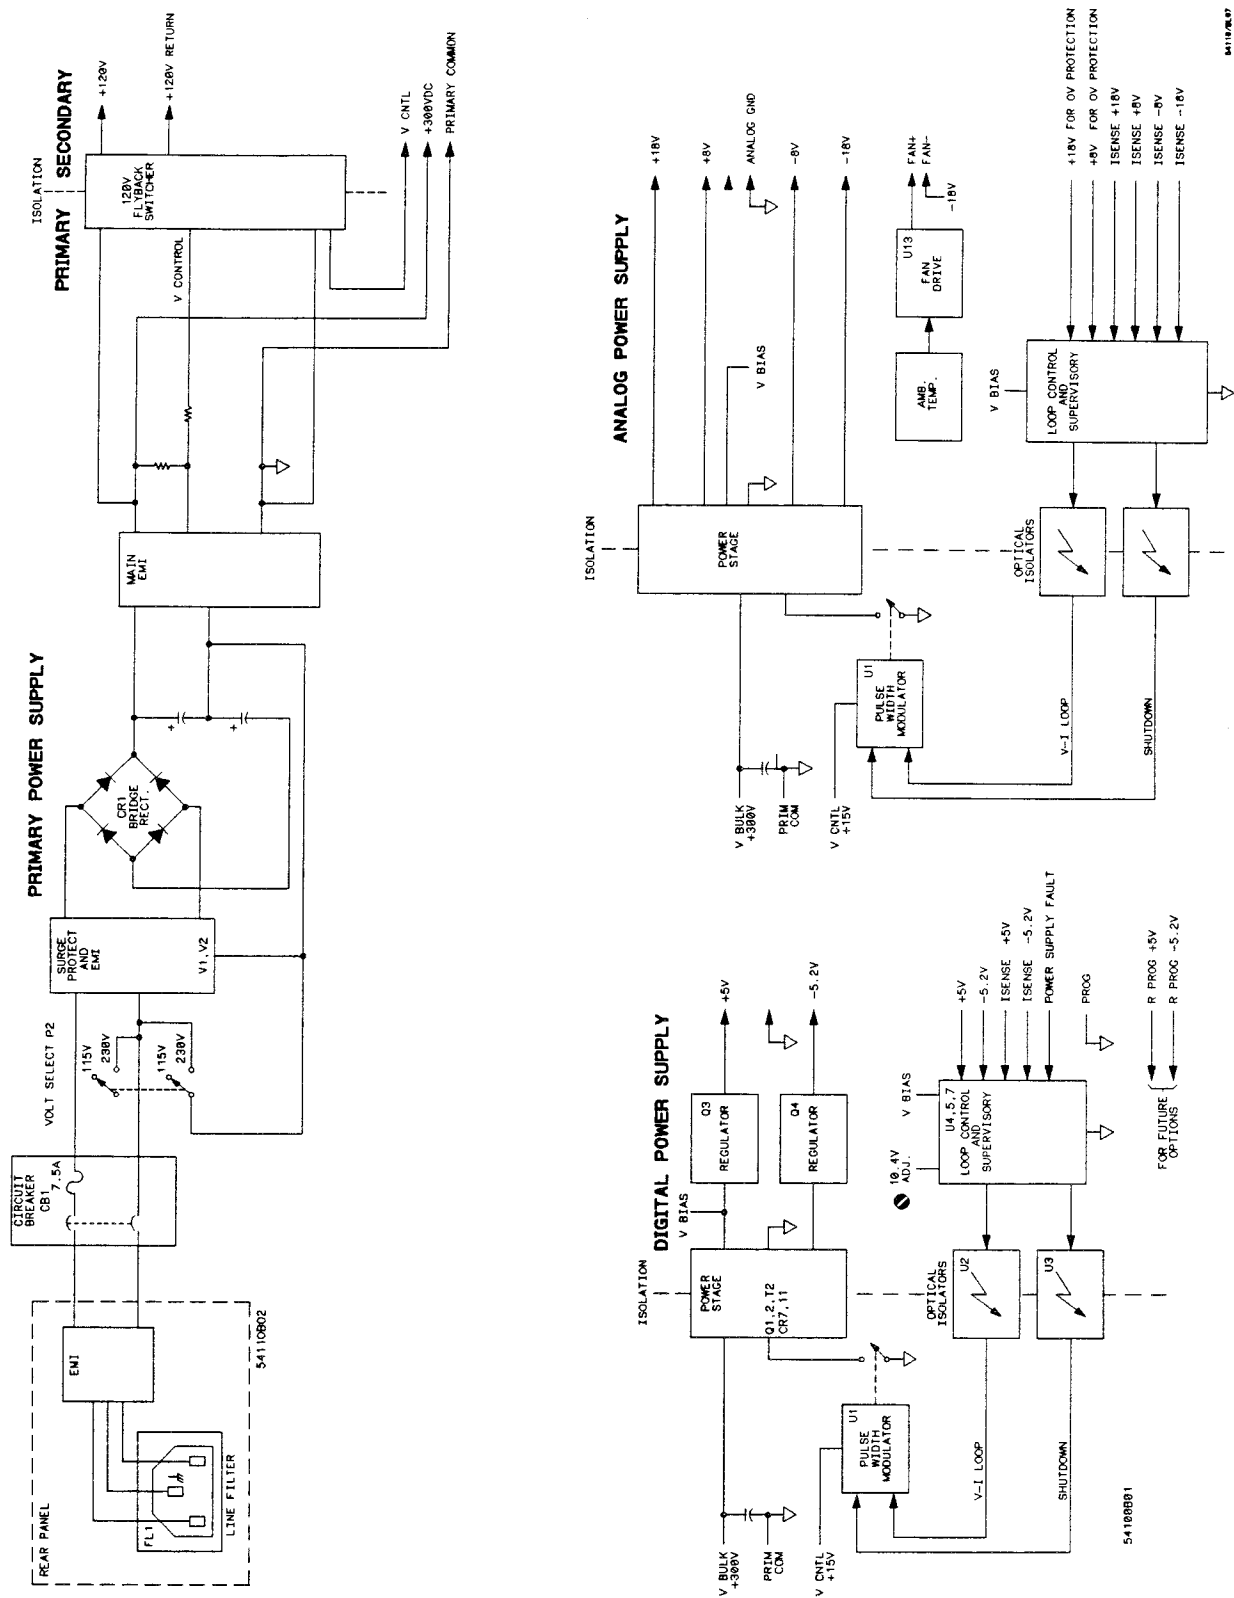 PRIMARY POWER SUPPLY
REAR PANEL
FL1
LINE FILTER
EMI
54110B02
CIRCUIT
BREAKER
CB1
7.5A
VOLT SELECT P2
115V
230V
115V
230V
SURGE
PROTECT
AND
EMI
V1,V2
CR1
BRIDGE
RECT.
+
+
MAIN
EMI
V CONTROL
ISOLATION
PRIMARY SECONDARY
120V
FLYBACK
SWITCHER
+120V
+120V RETURN
V CNTL
+300VDC
PRIMARY COMMON
DIGITAL POWER SUPPLY
V BULK
+300V
PRIM
COM
V CNTL
+15V
U1
PULSE
WIDTH
MODULATOR
V-I LOOP
SHUTDOWN
54100B01
ISOLATION
POWER
STAGE
Q1,2,T2
CR7,11
V BIAS
Q3
REGULATOR
Q4
REGULATOR
+5V
-5.2V
OPTICAL
ISOLATORS
U2
U3
10.4V
ADJ.
V BIAS
U4,5,7
LOOP CONTROL
AND
SUPERVISORY
+5V
-5.2V
ISENSE +5V
ISENSE -5.2V
POWER SUPPLY FAULT
PROG
FOR FUTURE
OPTIONS
R PROG +5V
R PROG -5.2V
ANALOG POWER SUPPLY
V BULK
+300V
PRIM
COM
V CNTL
+15V
U1
PULSE
WIDTH
MODULATOR
V-I LOOP
SHUTDOWN
ISOLATION
POWER
STAGE
V BIAS
+18V
+8V
ANALOG GND
-8V
-18V
AMB.
TEMP.
U13
FAN
DRIVE
FAN+
FAN-
-18V
OPTICAL
ISOLATORS
V BIAS
LOOP CONTROL
AND
SUPERVISORY
+18V FOR OV PROTECTION
+8V FOR OV PROTECTION
ISENSE +18V
ISENSE +8V
ISENSE -8V
ISENSE -18V